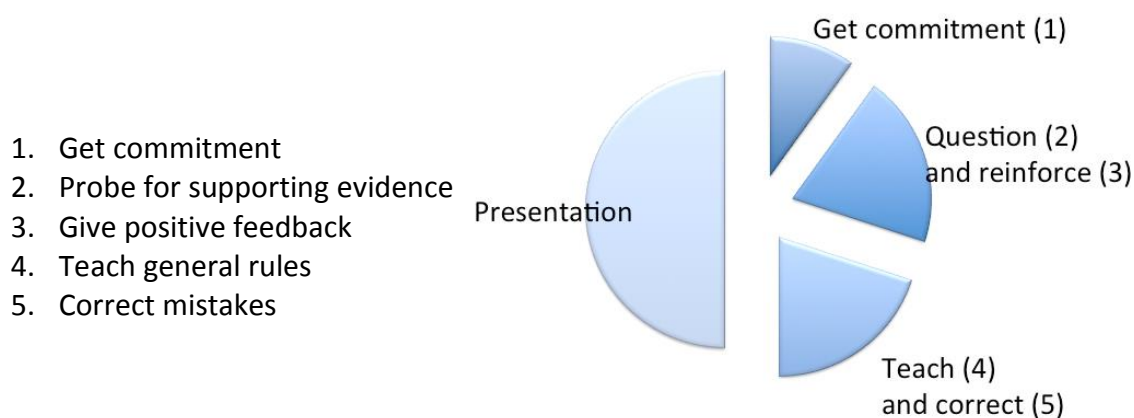 1. Get commitment
2. Probe for supporting evidence
3. Give positive feedback
4. Teach general rules
5. Correct mistakes
Presentation
Get commitment (1)
Question (2)
and reinforce (3)
Teach (4)
and correct (5)